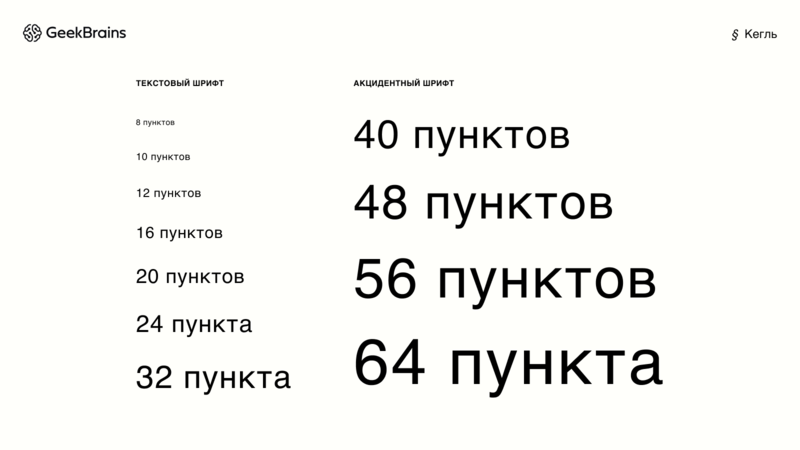 GeekBrains
§ Кегль
ТЕКСТОВЫЙ ШРИФТ
8 пунктов
10 пунктов
12 пунктов
16 пунктов
20 пунктов
24 пункта
32 пункта
АКЦИДЕНТНЫЙ ШРИФТ
40 пунктов
48 пунктов
56 пунктов
64 пункта